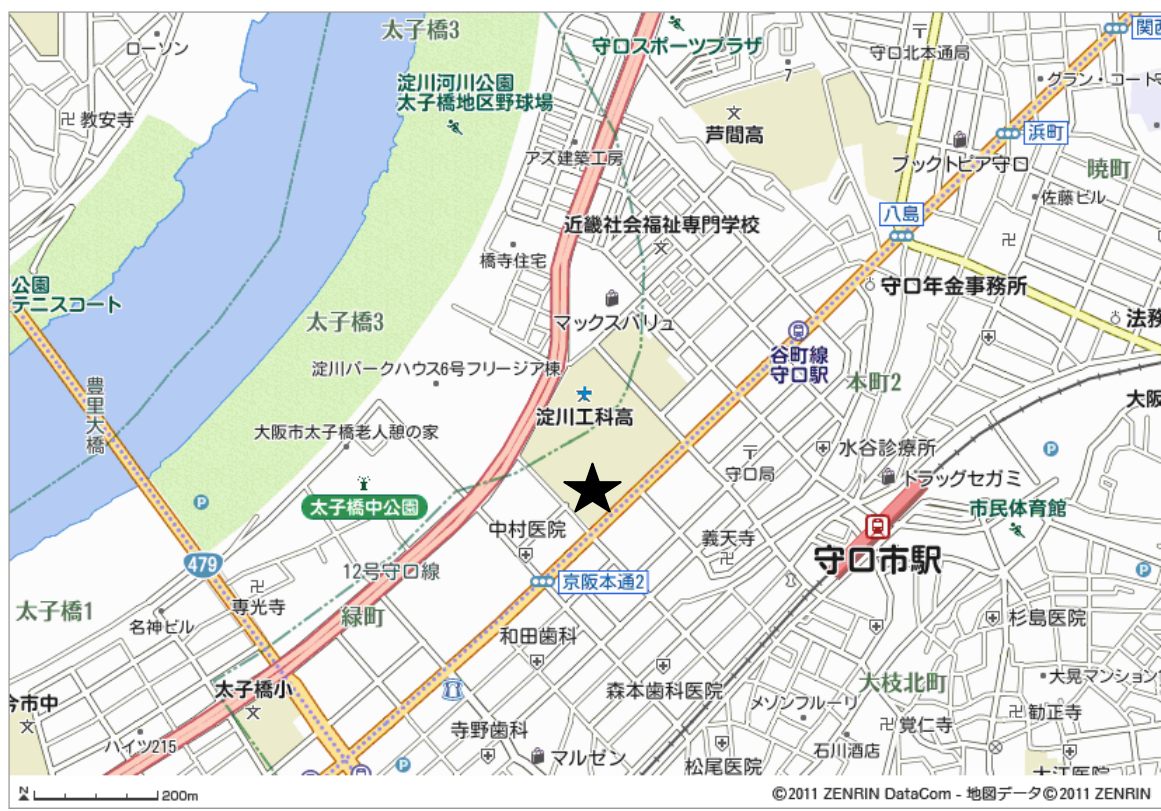 太子橋3
ローソン
守口スポーツプラザ
守口北本通局
淀川河川公園
太子橋地区野球場
7
グラン・コート守
教安寺
芦間高
浜町
アズ建築工房
ブックトピア守口
暁町
佐藤ビル
近畿社会福祉専門学校
八島
橋寺住宅
公園
テニスコート
守口年金事務所
太子橋3
マックスバリュ
法務
谷町線
守口駅
淀川パークハウス6号フリージア棟
本町2
豊里大橋
淀川工科高
大阪
大阪市太子橋老人憩の家
水谷診療所
守口局
トラッグセガミ
P
P
太子橋中公園
市民体育館
中村医院
義天寺
守口市駅
479
12号守口線
京阪本通2
P
太子橋1
専光寺
緑町
名神ビル
和田歯科
杉島医院
太子橋小
森本歯科医院
大枝北町
大晃マンション
今市中
メゾンフルーリ
覚仁寺
勧正寺
寺野歯科
ハイツ215
石川酒店
マルゼン
松尾医院
P
大江医院
N
200m
©2011 ZENRIN DataCom - 地図データ©2011 ZENRIN